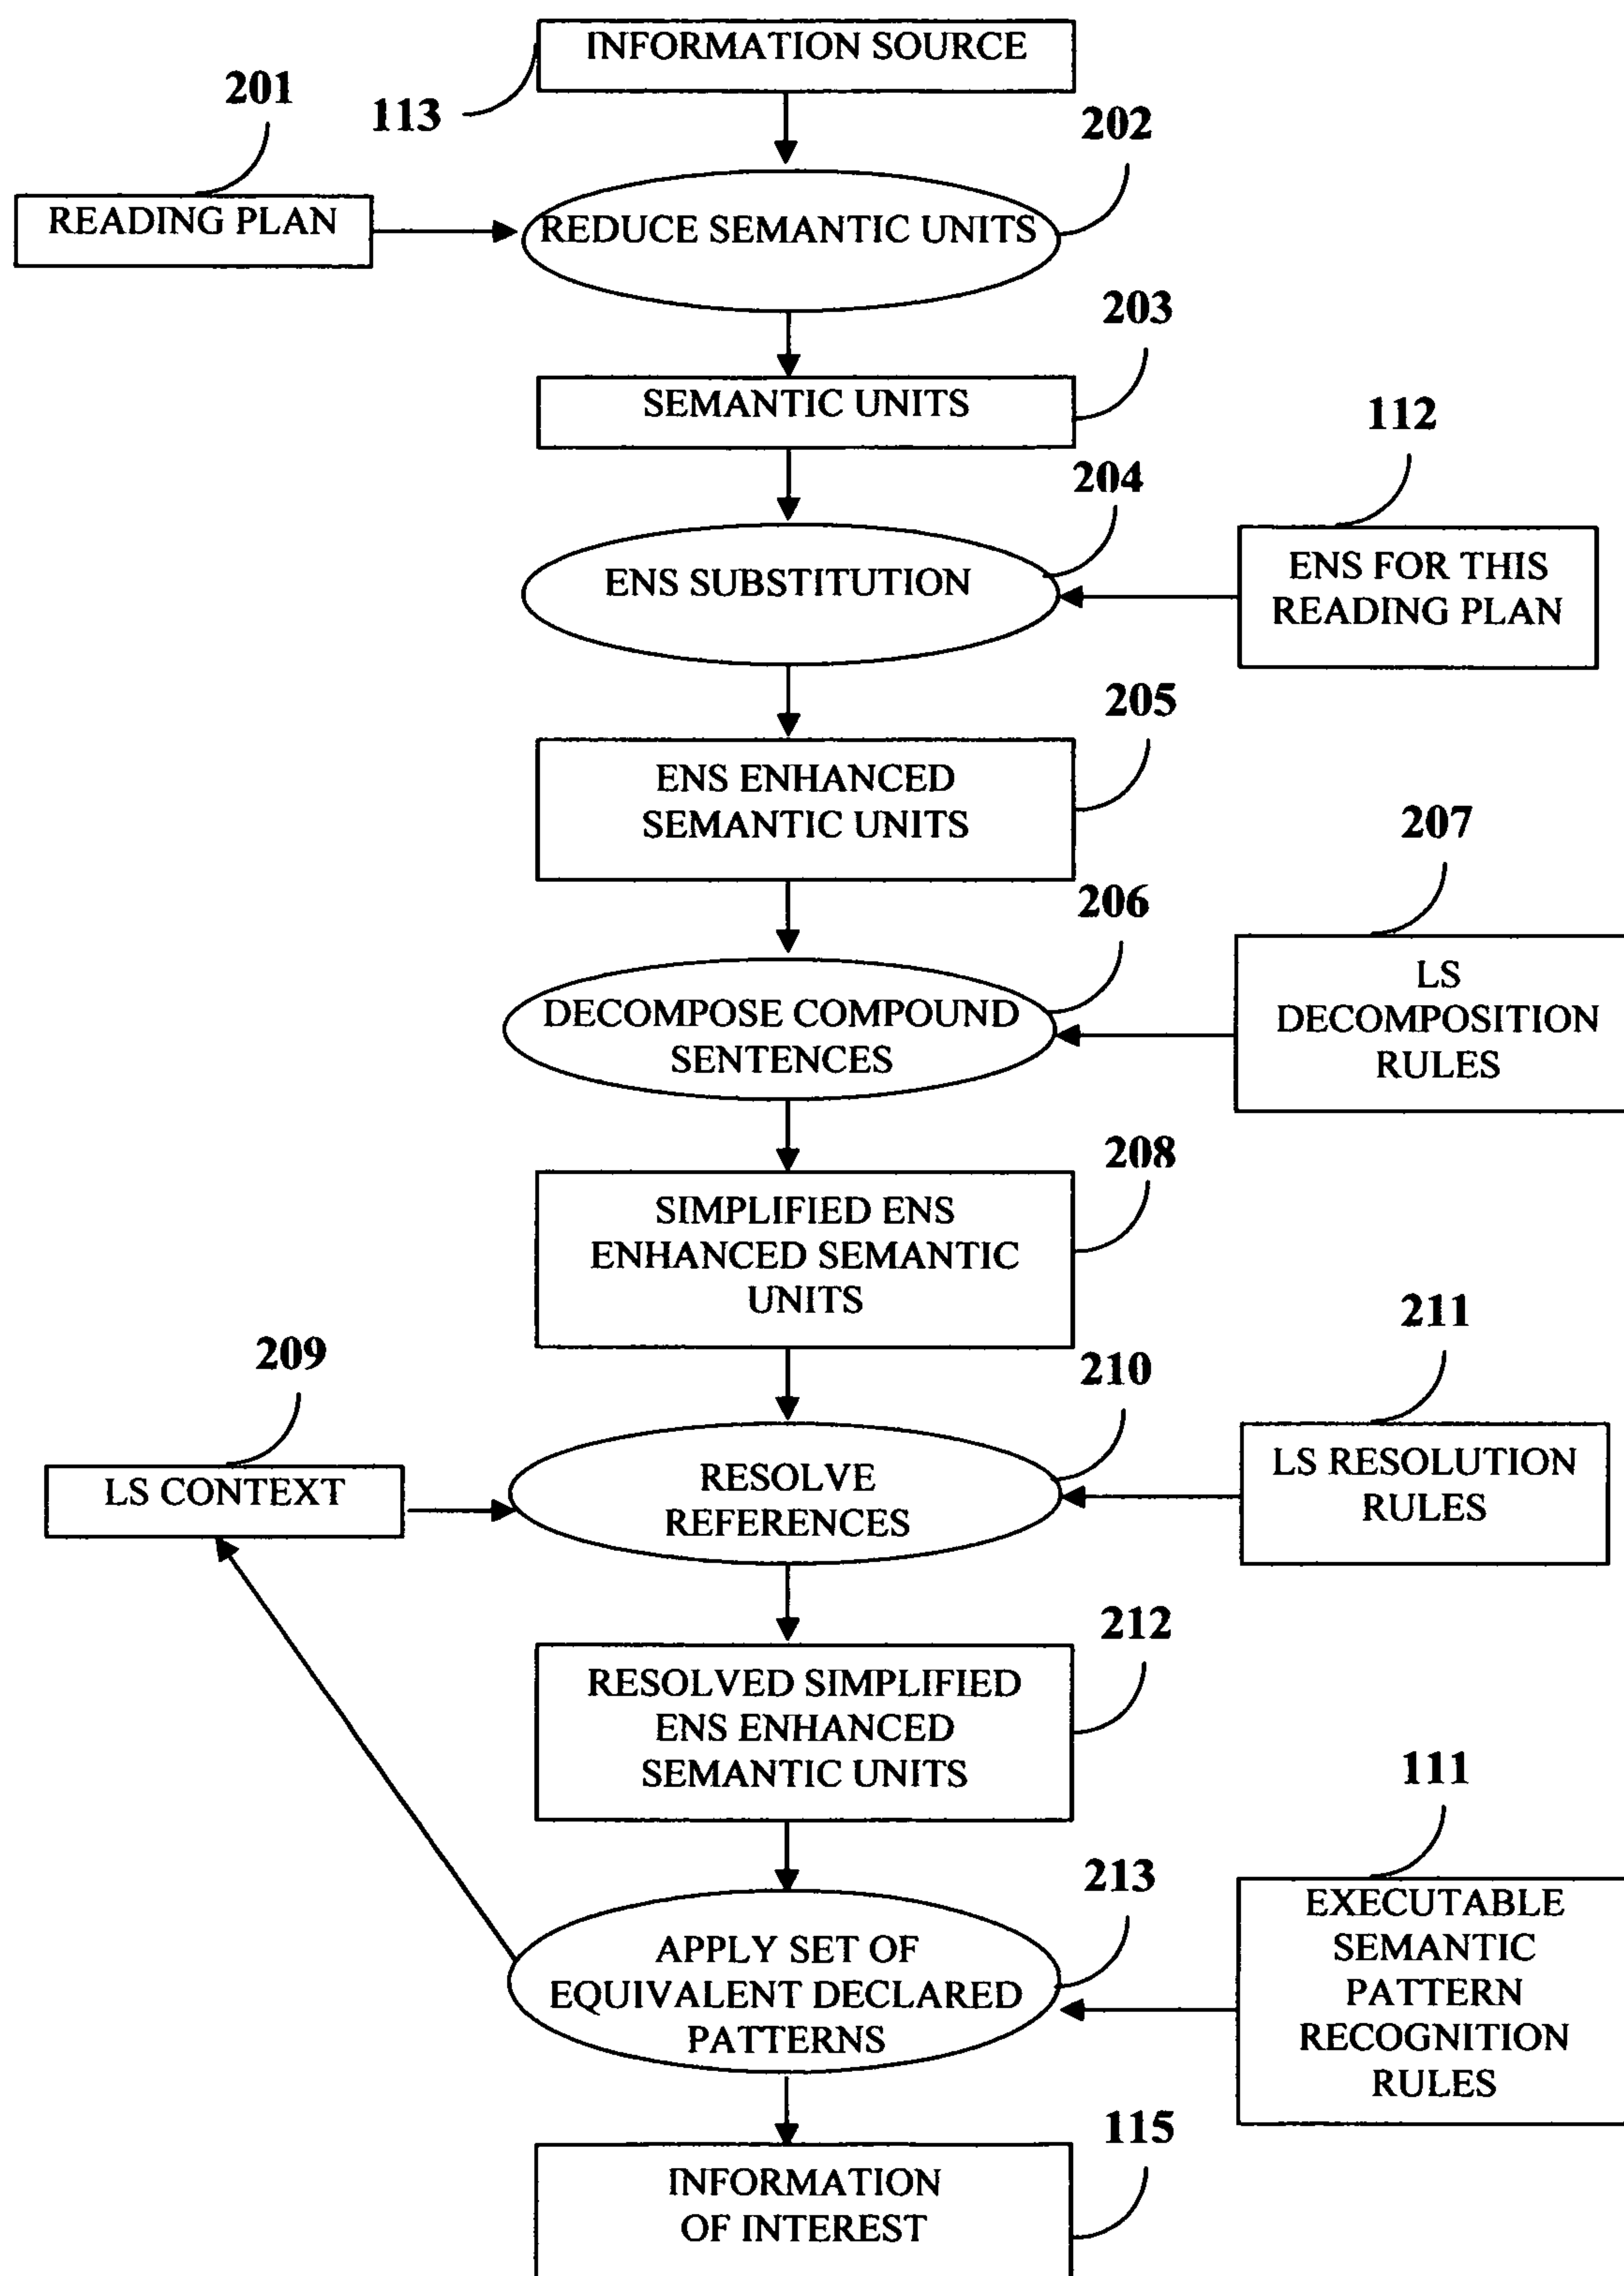 INFORMATION SOURCE
113
201
202
READING PLAN
REDUCE SEMANTIC UNITS
203
SEMANTIC UNITS
112
204
ENS SUBSTITUTION
ENS FOR THIS
READING PLAN
205
ENS ENHANCED
SEMANTIC UNITS
207
206
DECOMPOSE COMPOUND
SENTENCES
LS
DECOMPOSITION
RULES
208
SIMPLIFIED ENS
ENHANCED SEMANTIC
UNITS
209
210
211
LS CONTEXT
RESOLVE
REFERENCES
LS RESOLUTION
RULES
212
RESOLVED SIMPLIFIED
ENS ENHANCED
SEMANTIC UNITS
111
213
APPLY SET OF
EQUIVALENT DECLARED
PATTERNS
EXECUTABLE
SEMANTIC
PATTERN
RECOGNITION
RULES
115
INFORMATION
OF INTEREST